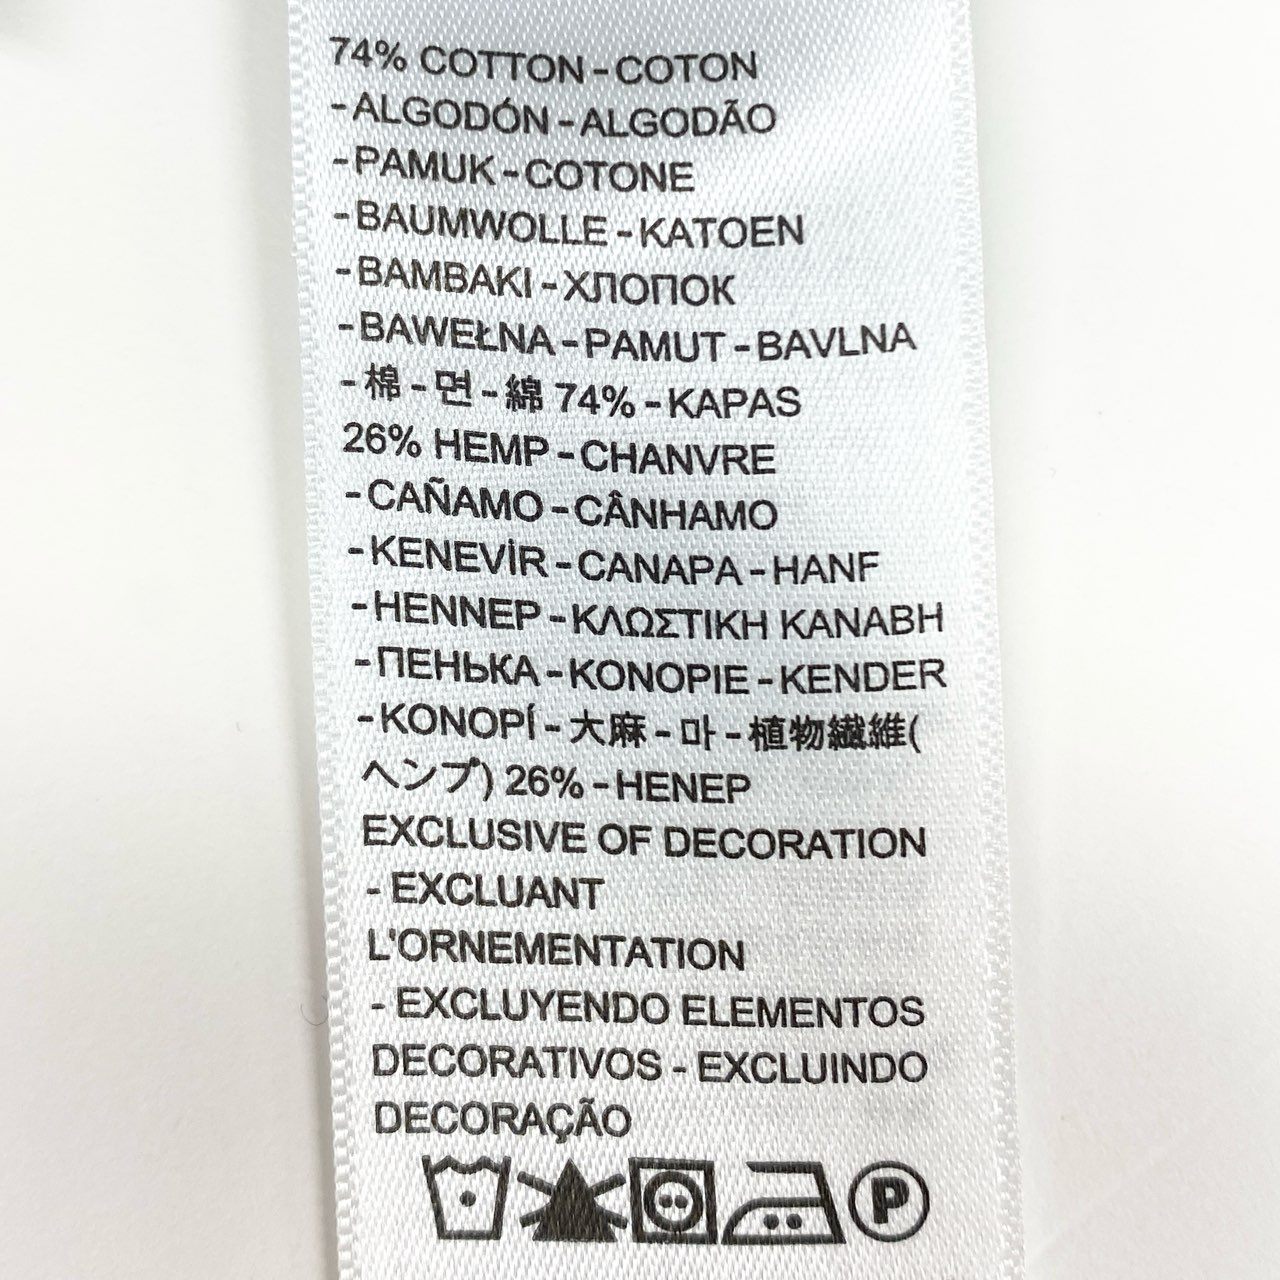 74% COTTON - COTON
- ALGODÓN - ALGODÃO
- PAMUK - COTONE
- BAUMWOLLE - KATOEN
- BAMBAKI - ХЛОПОК
- BAWEŁNA - PAMUT - BAVLNA
- 棉 - 면 - 綿 74% - KAPAS
26% HEMP - CHANVRE
- CAÑAMO - CÂNHAMO
- KENEVİR - CANAPA - HANF
- HENNEP - ΚΛΩΣΤΙΚΗ ΚΑΝΑΒΗ
- ПЕНЬКА - KONOPIE - KENDER
- KONOPÍ - 大麻 - 마 - 植物繊維(
ヘンプ) 26% - HENEP
EXCLUSIVE OF DECORATION
- EXCLUANT
L'ORNEMENTATION
- EXCLUYENDO ELEMENTOS
DECORATIVOS - EXCLUINDO
DECORAÇÃO
P